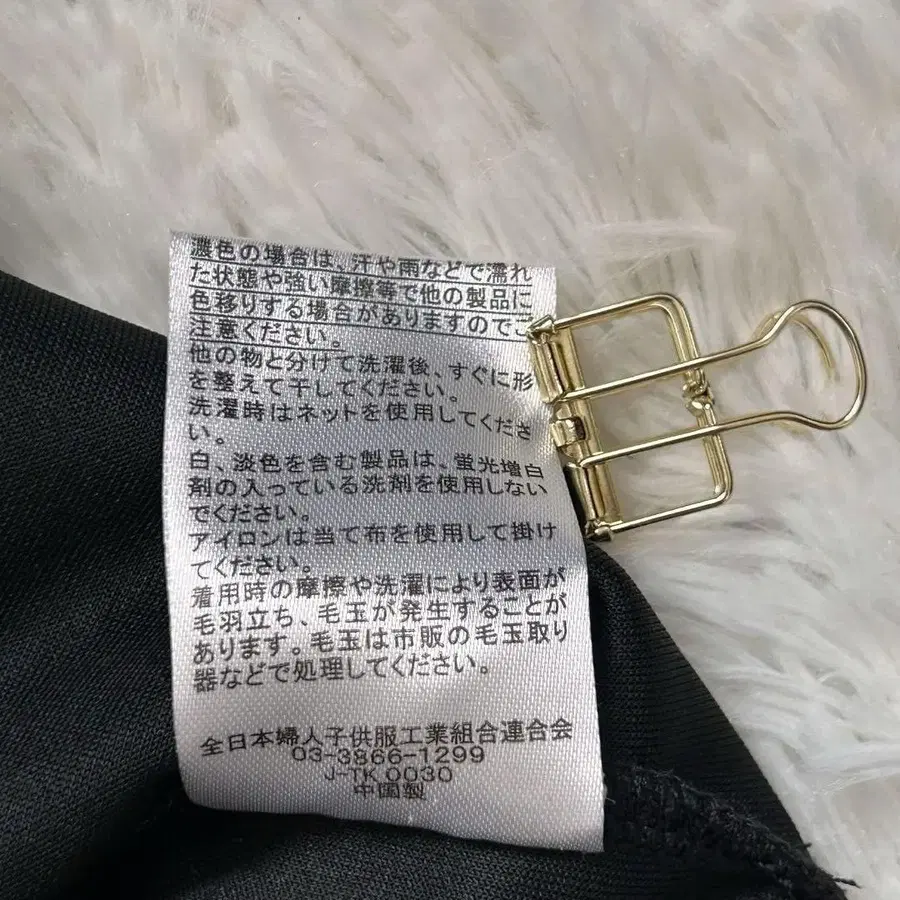 濃色の場合は、汗や雨などで濡れ
た状態や強い摩擦等で他の製品に
色移りする場合がありますのでご
注意ください。
他の物と分けて洗濯後、すぐに形
を整えて干してください。
洗濯時はネットを使用してくださ
い。
白、淡色を含む製品は、蛍光増白
剤の入っている洗剤を使用しない
でください。
アイロンは当て布を使用して掛け
てください。
着用時の摩擦や洗濯により表面が
毛羽立ち、毛玉が発生することが
あります。毛玉は市販の毛玉取り
器などで処理してください。
全日本婦人子供服工業組合連合会
03-3866-1299
J-TK 0030
中国製